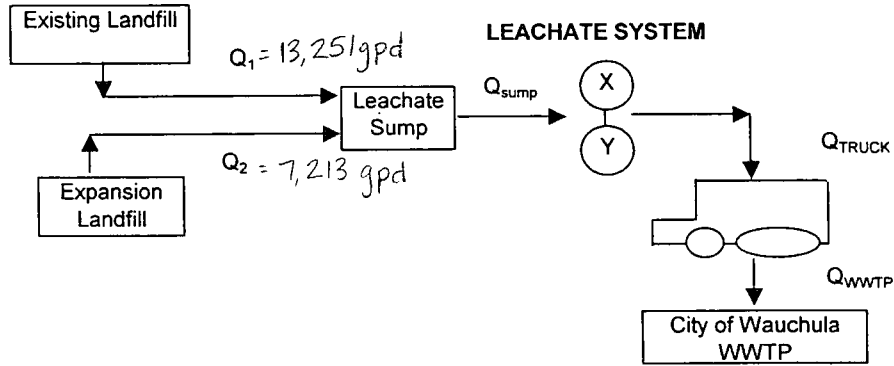 Existing Landfill
Q₁ = 13,251 gpd
LEACHATE SYSTEM
Leachate
Sump
Q₂ = 7,213 gpd
Expansion
Landfill
Qsump
X
Y
QTRUCK
QWWTP
City of Wauchula
WWTP